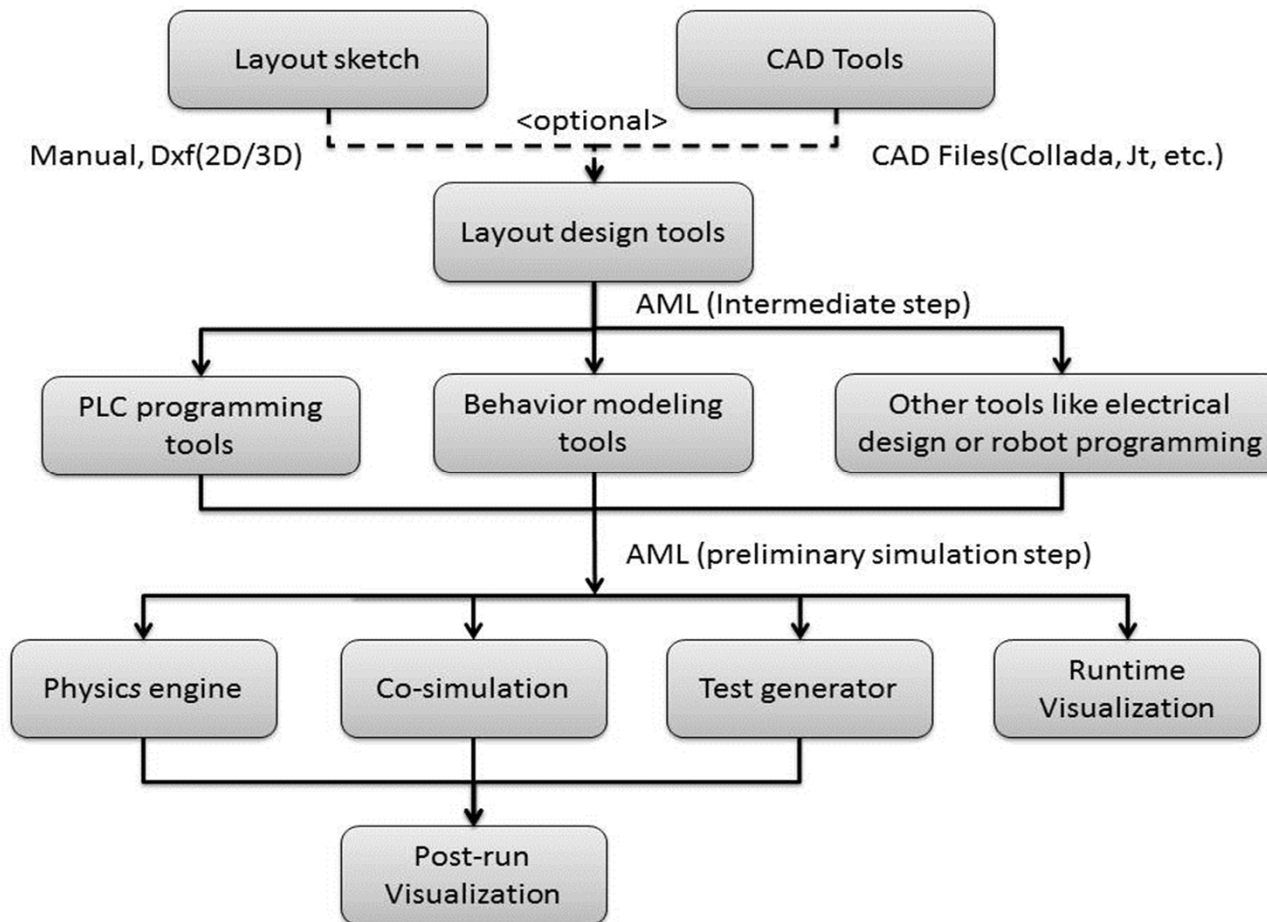 Layout sketch
CAD Tools
<optional>
Manual, Dxf(2D/3D)
CAD Files(Collada, Jt, etc.)
Layout design tools
AML (Intermediate step)
PLC programming
tools
Behavior modeling
tools
Other tools like electrical
design or robot programming
AML (preliminary simulation step)
Physics engine
Co-simulation
Test generator
Runtime
Visualization
Post-run
Visualization